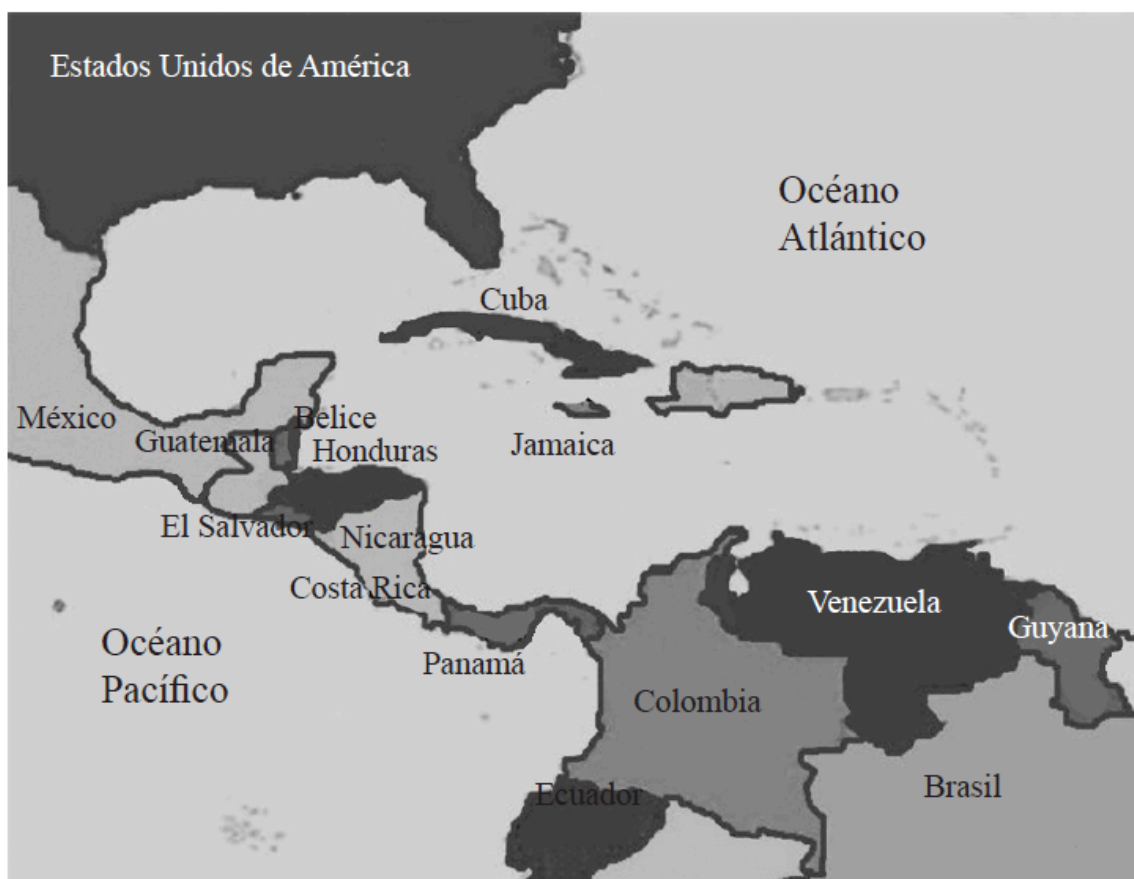 Estados Unidos de América
Océano
Atlántico
Cuba
México
Belice
Guatemala
Honduras
Jamaica
El Salvador
Nicaragua
Costa Rica
Venezuela
Guyana
Océano
Pacífico
Panamá
Colombia
Ecuador
Brasil